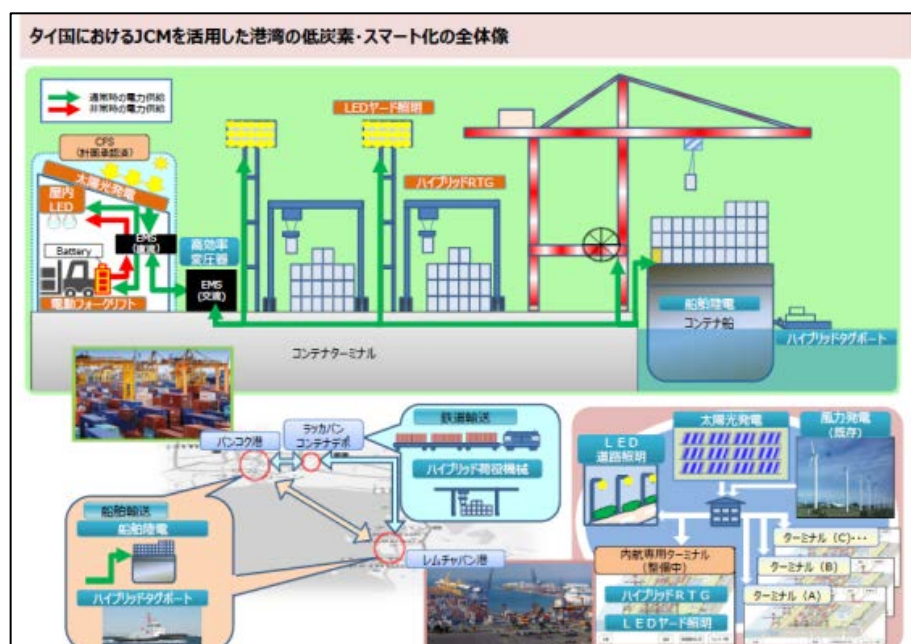 タイ国におけるJCMを活用した港湾の低炭素・スマート化の全体像
通常時の電力供給
非常時の電力供給
CFS
(計画承認済)
太陽光発電
屋内
LED
EMS
(直流)
Battery
電動フォークリフト
高効率
変圧器
EMS
(交流)
LEDヤード照明
ハイブリッドRTG
船舶陸電
コンテナ船
ハイブリッドタグボート
コンテナターミナル
バンコク港
ラッカバン
コンテナデポ
鉄道輸送
ハイブリッド荷役機械
レムチャバン港
船舶輸送
船舶陸電
ハイブリッドタグボート
LED
道路照明
太陽光発電
風力発電
(既存)
内航専用ターミナル
(整備中)
ハイブリッドRTG
LEDヤード照明
ターミナル (C)・・・
ターミナル (B)
ターミナル (A)